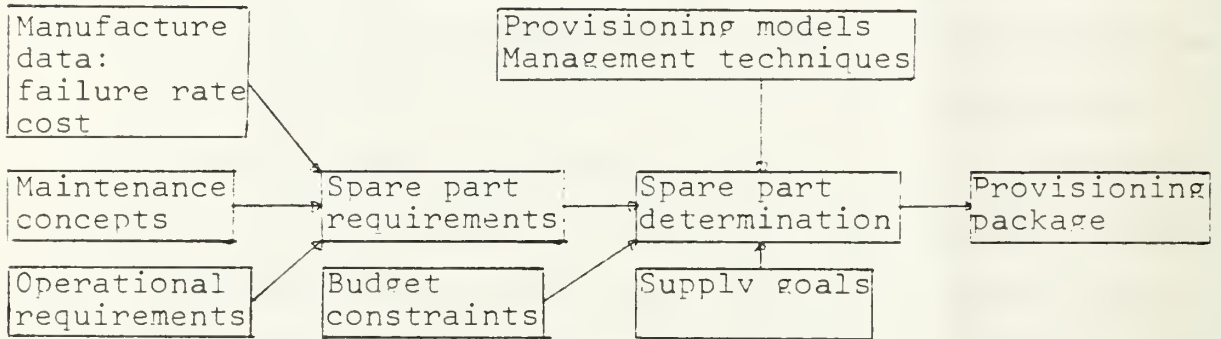 Manufacture
data:
failure rate
cost
Provisioning models
Management techniques
Maintenance
concepts
Spare part
requirements
Spare part
determination
Provisioning
package
Operational
requirements
Budget
constraints
Supply goals